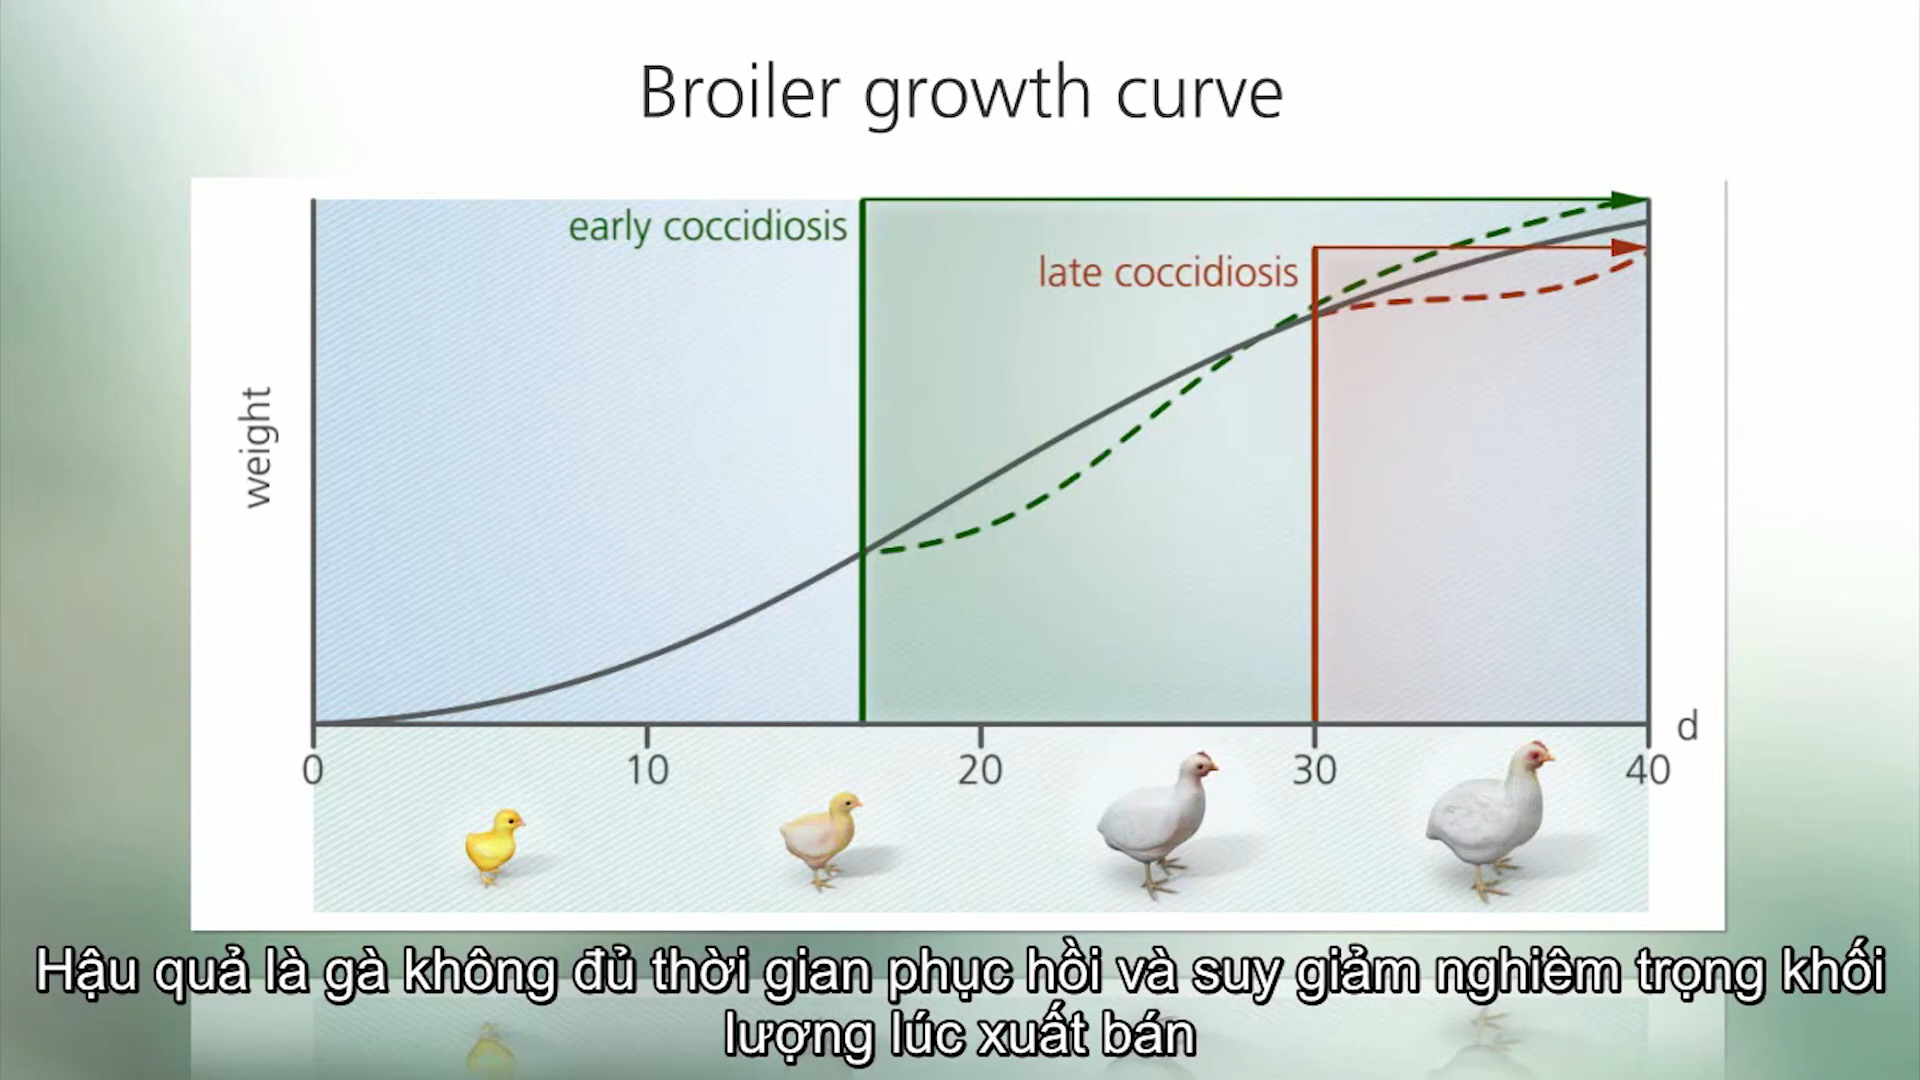 Broiler growth curve
early coccidiosis
late coccidiosis
weight
d
0 10 20 30 40
Hậu quả là gà không đủ thời gian phục hồi và suy giảm nghiêm trọng khối
lượng lúc xuất bán